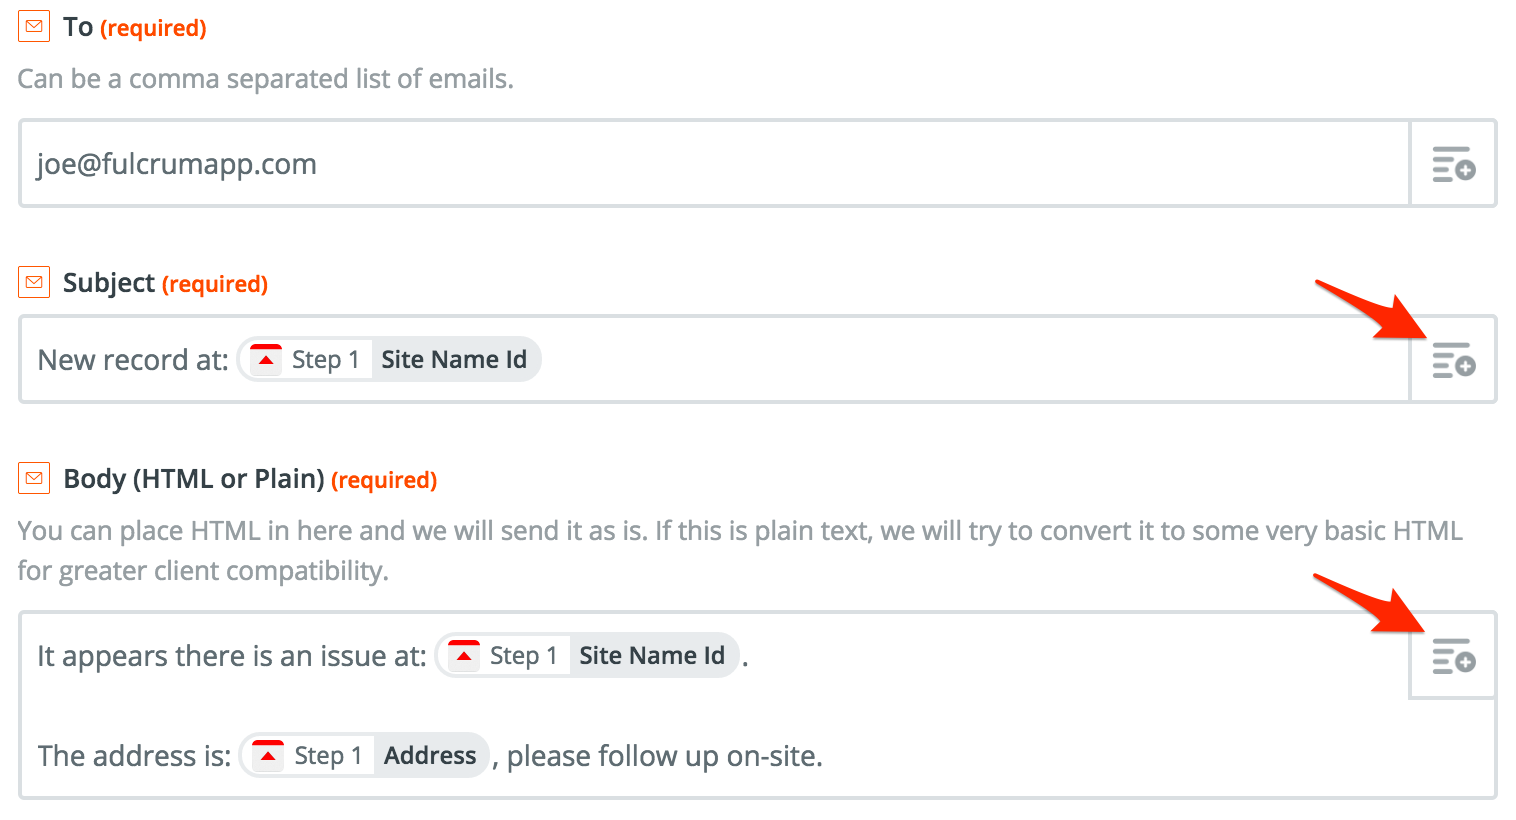 To (required)
Can be a comma separated list of emails.
joe@fulcrumapp.com
Subject (required)
New record at: Step 1 Site Name Id
Body (HTML or Plain) (required)
You can place HTML in here and we will send it as is. If this is plain text, we will try to convert it to some very basic HTML
for greater client compatibility.
It appears there is an issue at: Step 1 Site Name Id .
The address is: Step 1 Address , please follow up on-site.